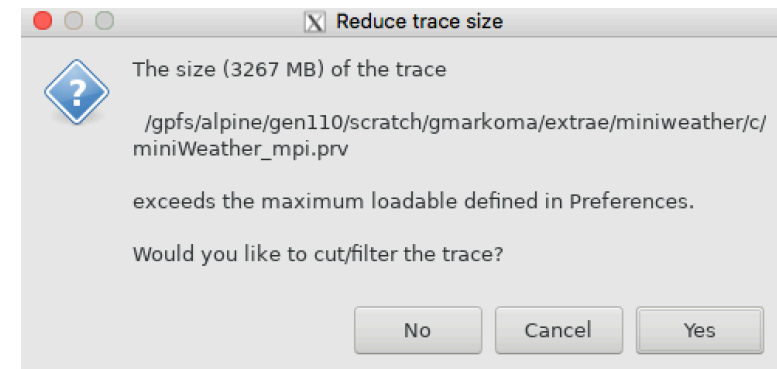 Reduce trace size
The size (3267 MB) of the trace
/gpfs/alpine/gen110/scratch/gmarkoma/extrae/miniweather/c/
miniWeather_mpi.prv
exceeds the maximum loadable defined in Preferences.
Would you like to cut/filter the trace?
No Cancel Yes